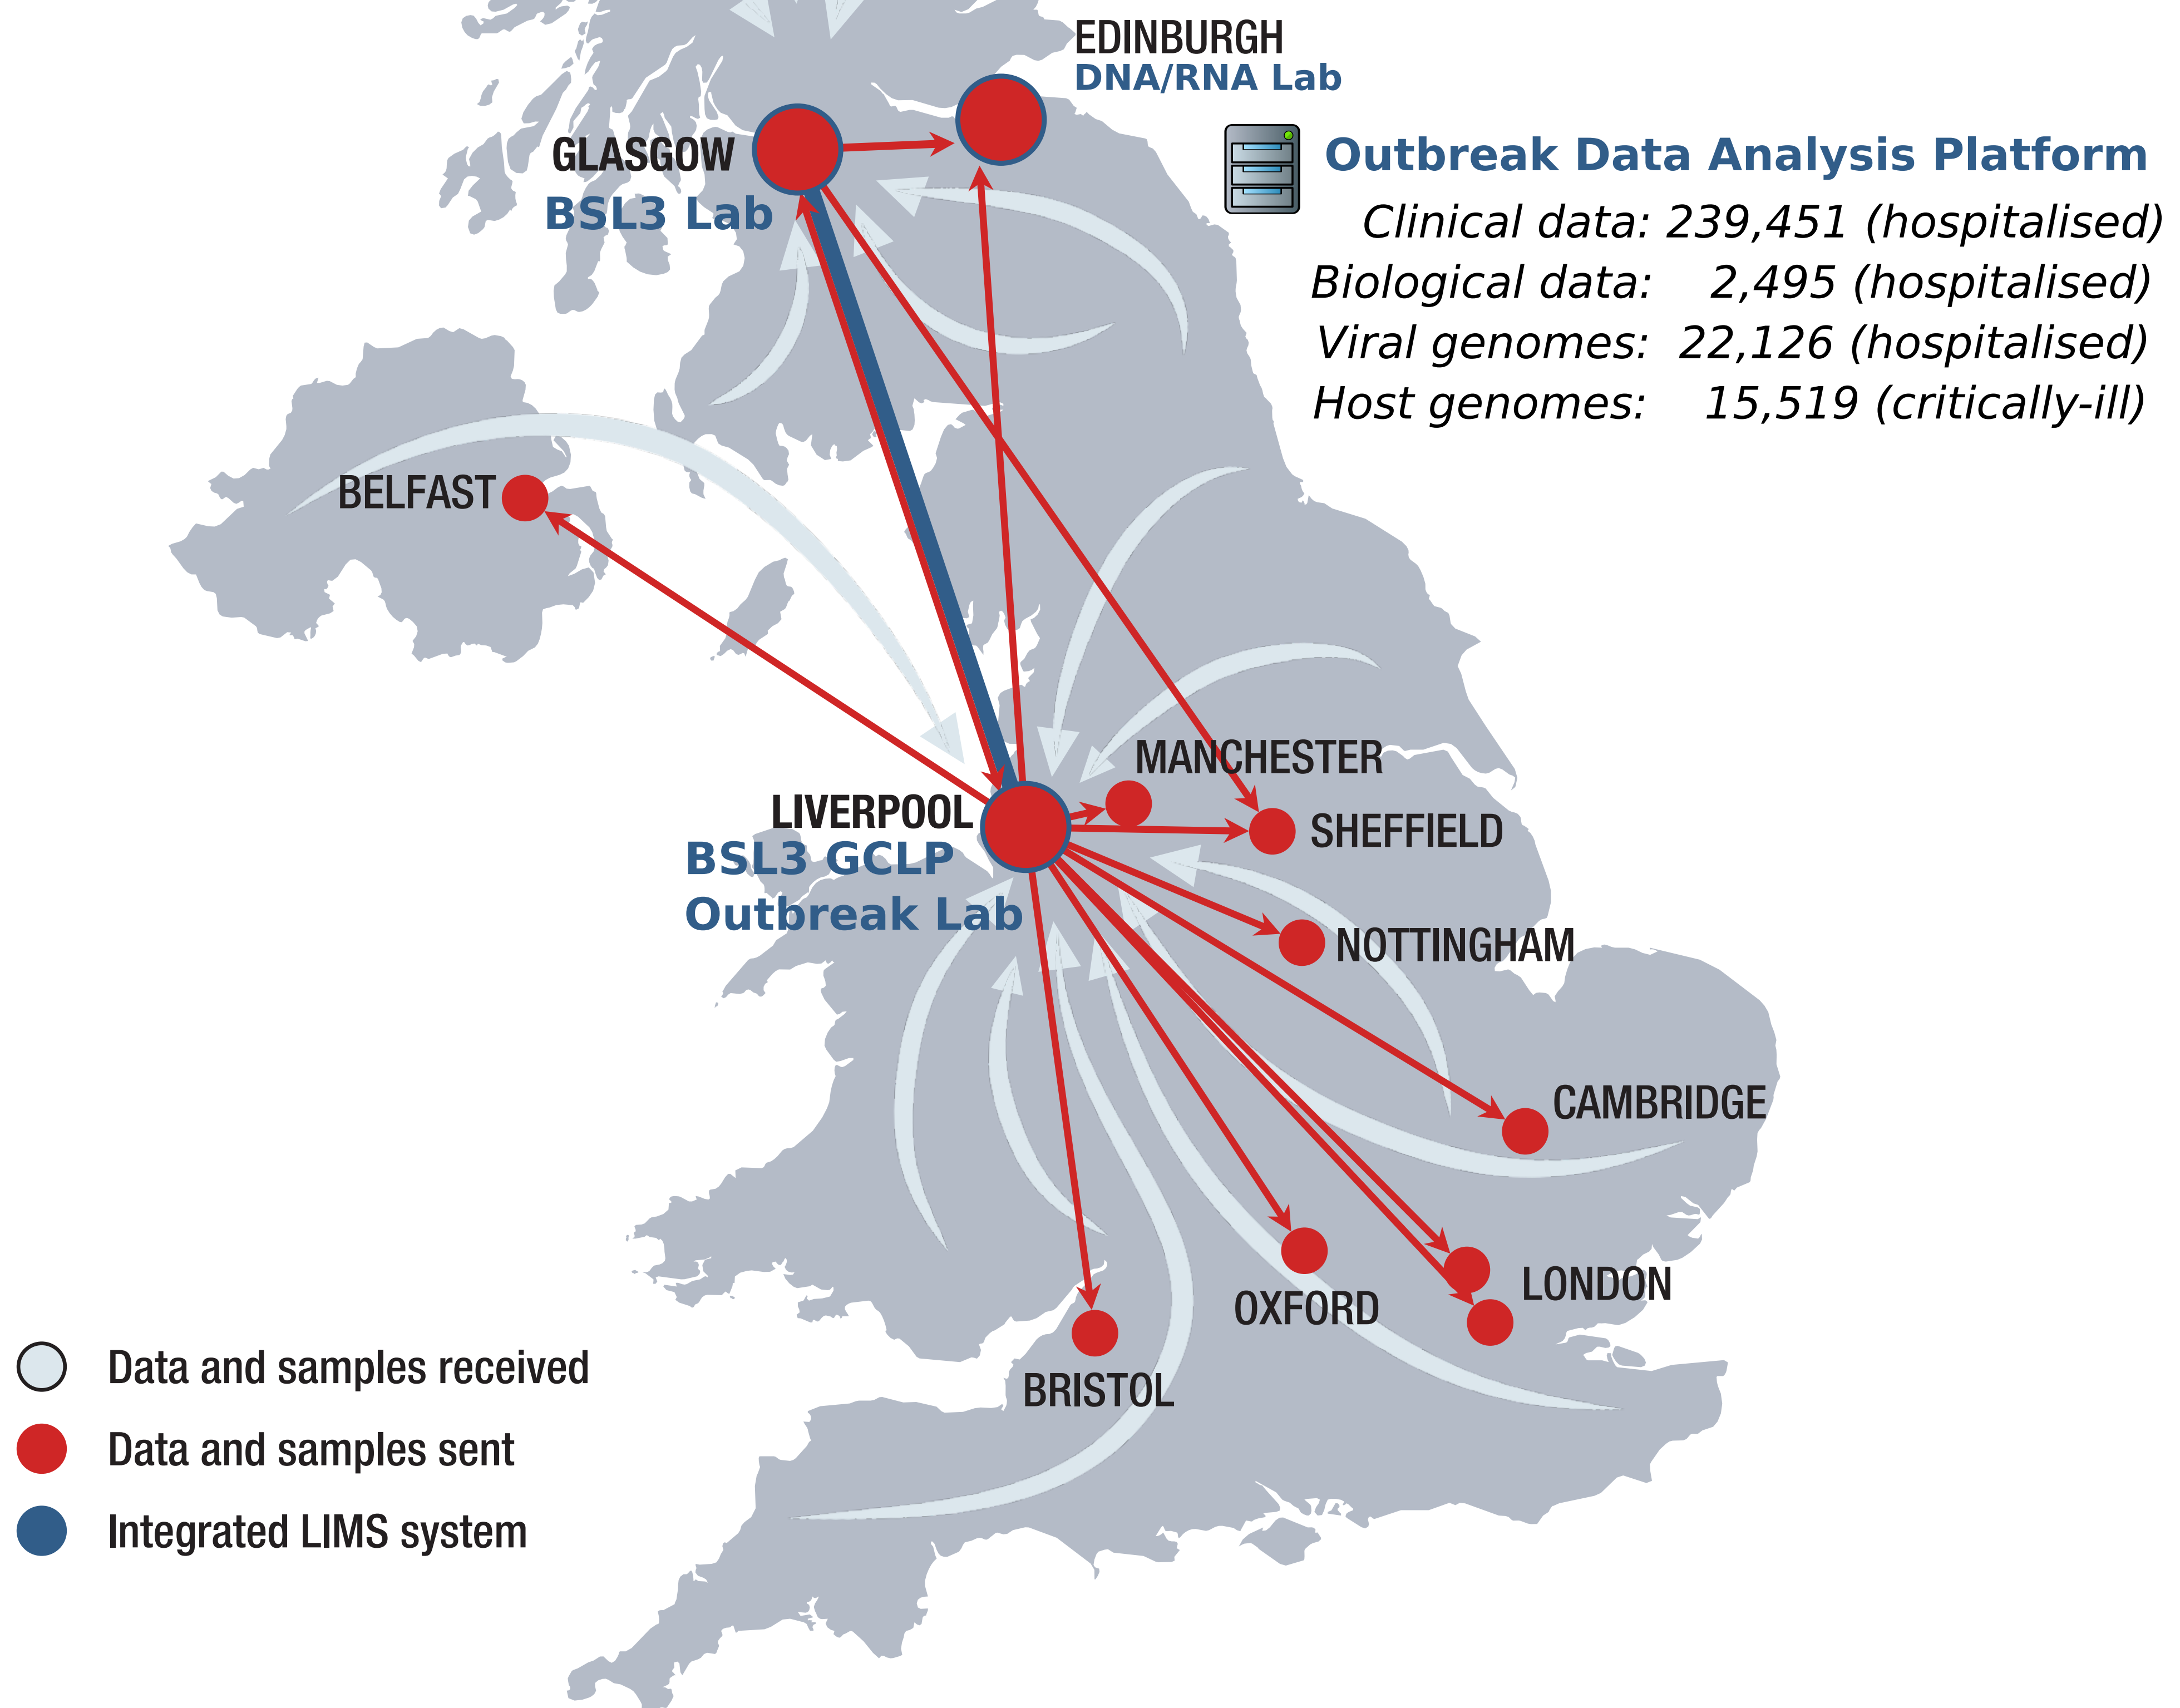 EDINBURGH
DNA/RNA Lab
GLASGOW
BSL3 Lab
Outbreak Data Analysis Platform
Clinical data: 239,451 (hospitalised)
Biological data: 2,495 (hospitalised)
Viral genomes: 22,126 (hospitalised)
Host genomes: 15,519 (critically-ill)
BELFAST
MANCHESTER
LIVERPOOL
BSL3 GCLP
Outbreak Lab
SHEFFIELD
NOTTINGHAM
CAMBRIDGE
LONDON
OXFORD
BRISTOL
Data and samples received
Data and samples sent
Integrated LIMS system